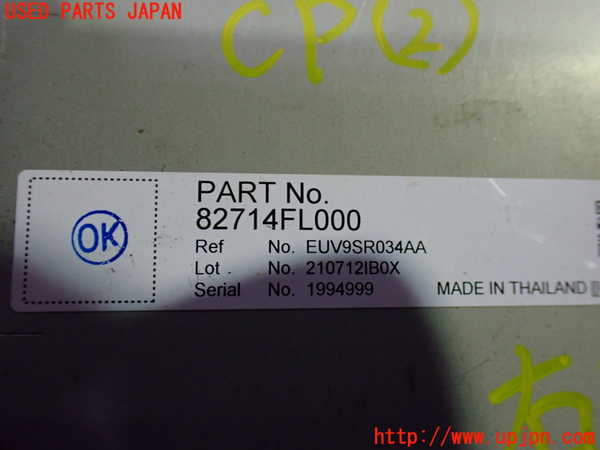 USED PARTS JAPAN
CP(2)
PART No.
82714FL000
OK
Ref No. EUV9SR034AA
Lot No. 210712IB0X
Serial No. 1994999
MADE IN THAILAND
右
http://www.upjpn.com/